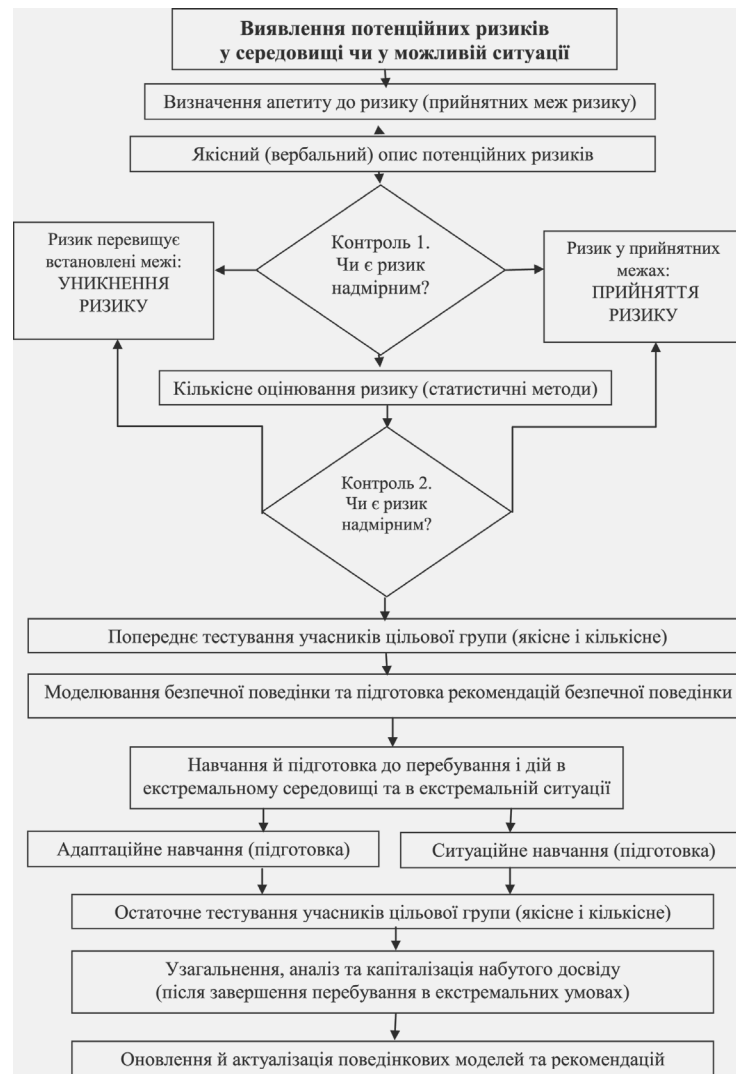 Виявлення потенційних ризиків
у середовищі чи у можливій ситуації
Визначення апетиту до ризику (прийнятних меж ризику)
Якісний (вербальний) опис потенційних ризиків
Ризик перевищує
встановлені межі:
УНИКНЕННЯ
РИЗИКУ
Контроль 1.
Чи є ризик
надмірним?
Ризик у прийнятних
межах:
ПРИЙНЯТТЯ
РИЗИКУ
Кількісне оцінювання ризику (статистичні методи)
Контроль 2.
Чи є ризик
надмірним?
Попереднє тестування учасників цільової групи (якісне і кількісне)
Моделювання безпечної поведінки та підготовка рекомендацій безпечної поведінки
Навчання й підготовка до перебування і дій в
екстремальному середовищі та в екстремальній ситуації
Адаптаційне навчання (підготовка)
Ситуаційне навчання (підготовка)
Остаточне тестування учасників цільової групи (якісне і кількісне)
Узагальнення, аналіз та капіталізація набутого досвіду
(після завершення перебування в екстремальних умовах)
Оновлення й актуалізація поведінкових моделей та рекомендацій